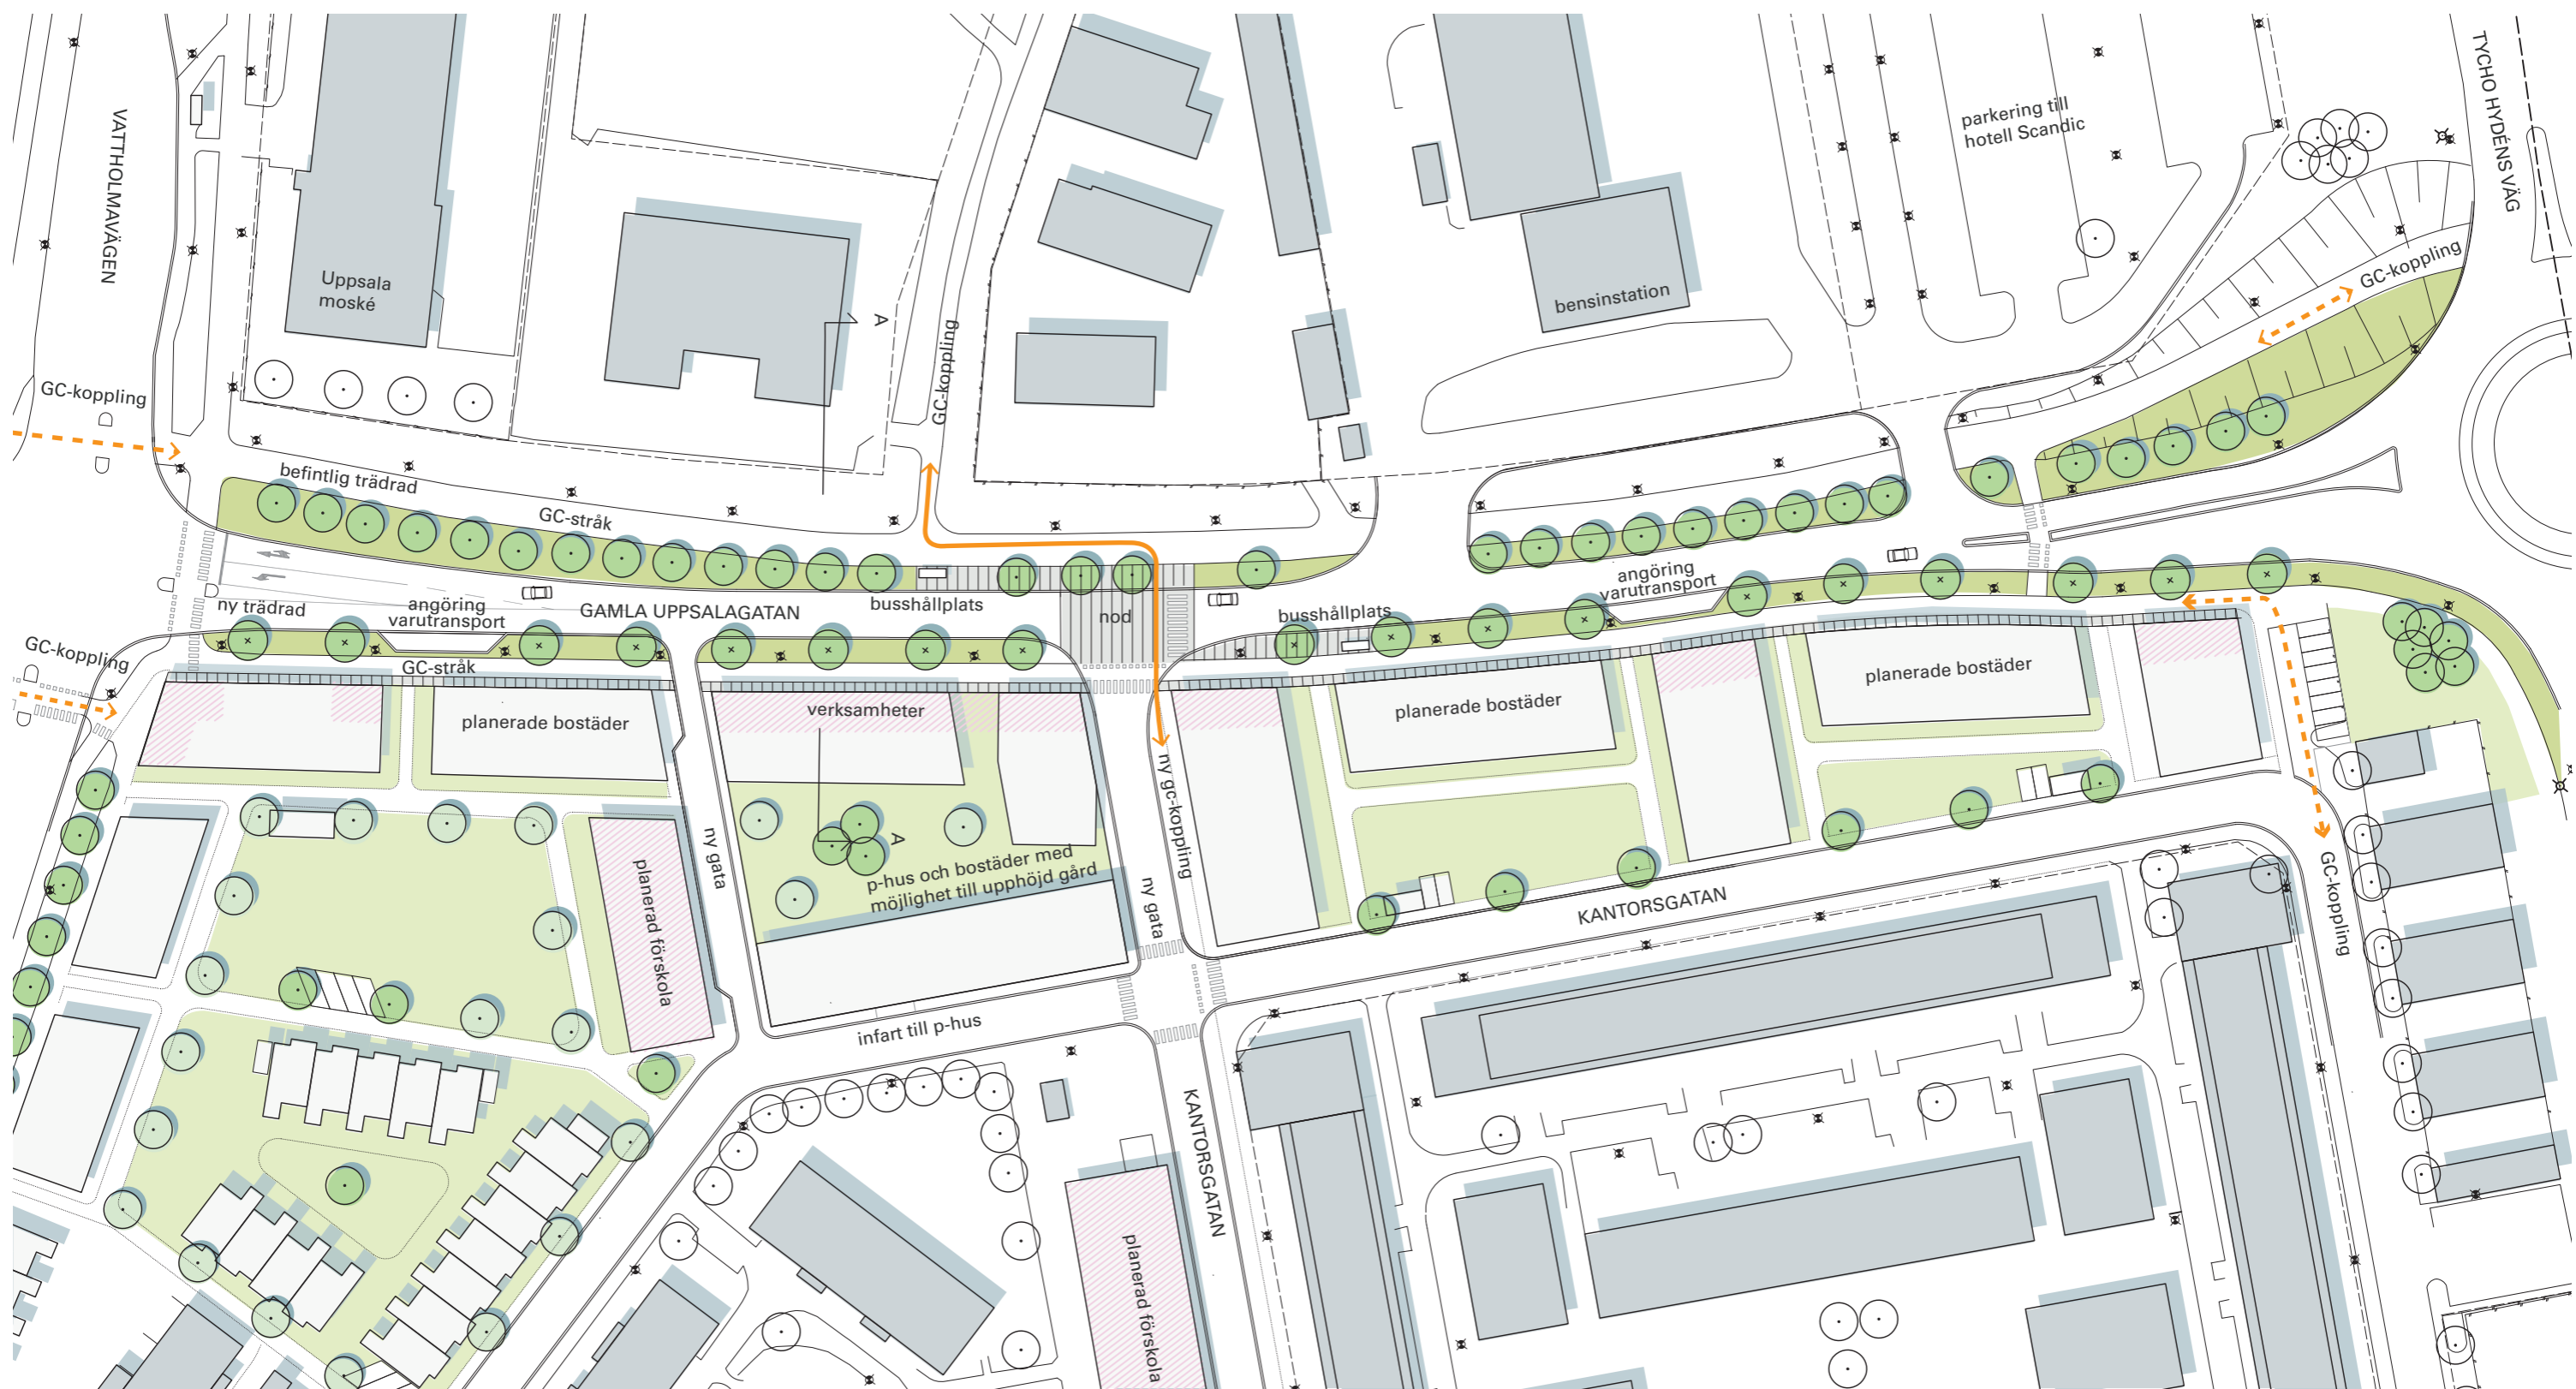 VATTHOLMAVÄGEN
TYCHO HYDÉNS VÄG
parkering till
hotell Scandic
Uppsala
moské
A
bensinstation
GC-koppling
GC-koppling
GC-koppling
befintlig trädrad
GC-stråk
ny trädrad
angöring
varutransport
GAMLA UPPSALAGATAN
busshållplats
nod
busshållplats
angöring
varutransport
GC-koppling
GC-stråk
planerade bostäder
verksamheter
planerade bostäder
planerade bostäder
ny gc-koppling
ny gata
A
p-hus och bostäder med
möjlighet till upphöjd gård
planerad förskola
ny gata
KANTORSGATAN
GC-koppling
infart till p-hus
KANTORSGATAN
planerad förskola